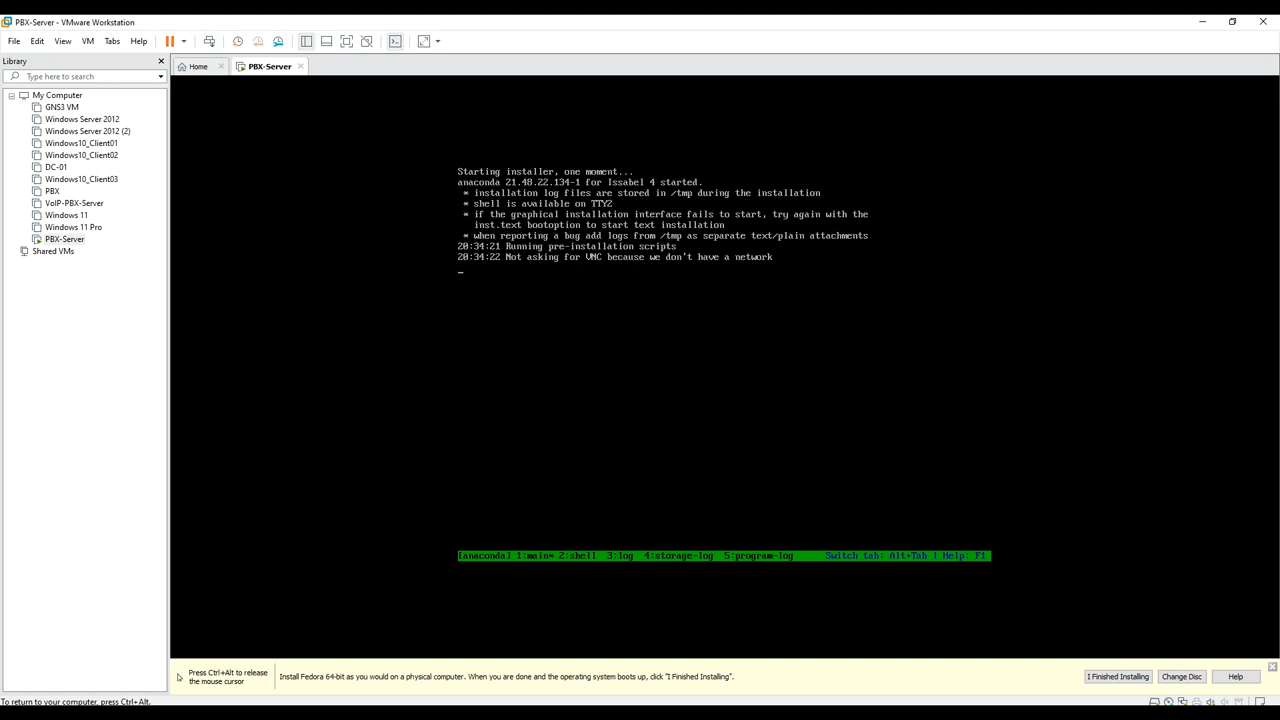 PBX-Server - VMware Workstation
File Edit View VM Tabs Help
Library
Type here to search
Home
PBX-Server
My Computer
GNS3 VM
Windows Server 2012
Windows Server 2012 (2)
Windows10_Client01
Windows10_Client02
DC-01
Windows10_Client03
PBX
VoIP-PBX-Server
Windows 11
Windows 11 Pro
PBX-Server
Shared VMs
Starting installer, one moment...
anaconda 21.48.22.134-1 for Issabel 4 started.
* installation log files are stored in /tmp during the installation
* shell is available on TTY2
* if the graphical installation interface fails to start, try again with the
inst.text bootoption to start text installation
* when reporting a bug add logs from /tmp as separate text/plain attachments
20:34:21 Running pre-installation scripts
20:34:22 Not asking for VNC because we don't have a network
_
[anaconda] 1:main* 2:shell 3:log 4:storage-log 5:program-log Switch tab: Alt+Tab | Help: F1
Press Ctrl+Alt to release
the mouse cursor
Install Fedora 64-bit as you would on a physical computer. When you are done and the operating system boots up, click "I Finished Installing".
I Finished Installing
Change Disc
Help
To return to your computer, press Ctrl+Alt.